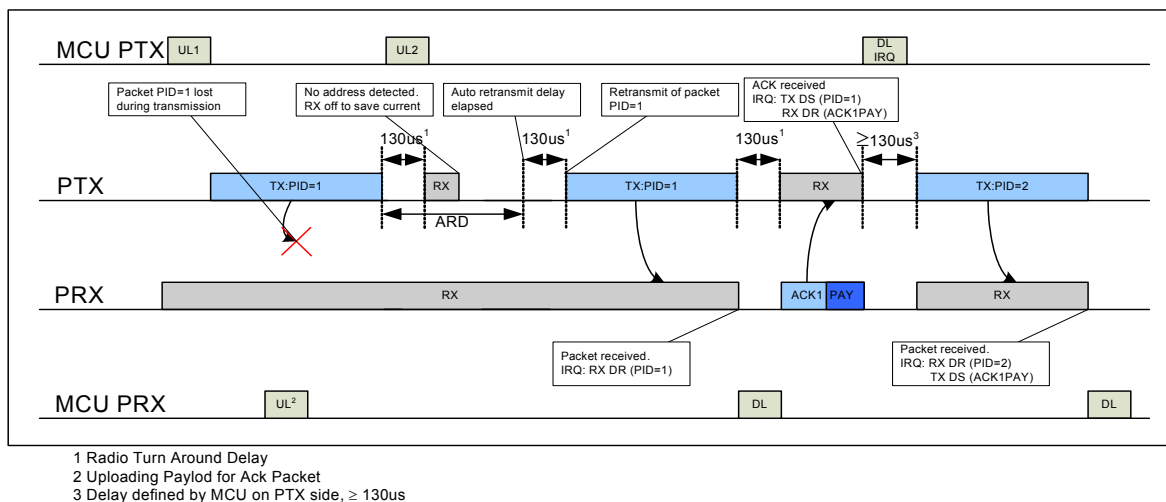 MCU PTX
UL1
UL2
DL
IRQ
Packet PID=1 lost
during transmission
No address detected.
RX off to save current
Auto retransmit delay
elapsed
Retransmit of packet
PID=1
ACK received
IRQ: TX DS (PID=1)
RX DR (ACK1PAY)
130us1
130us1
130us1
≥130us3
PTX
TX:PID=1
RX
TX:PID=1
RX
TX:PID=2
ARD
PRX
RX
ACK1
PAY
RX
Packet received.
IRQ: RX DR (PID=1)
Packet received.
IRQ: RX DR (PID=2)
TX DS (ACK1PAY)
MCU PRX
UL2
DL
DL
1 Radio Turn Around Delay
2 Uploading Paylod for Ack Packet
3 Delay defined by MCU on PTX side, ≥ 130us